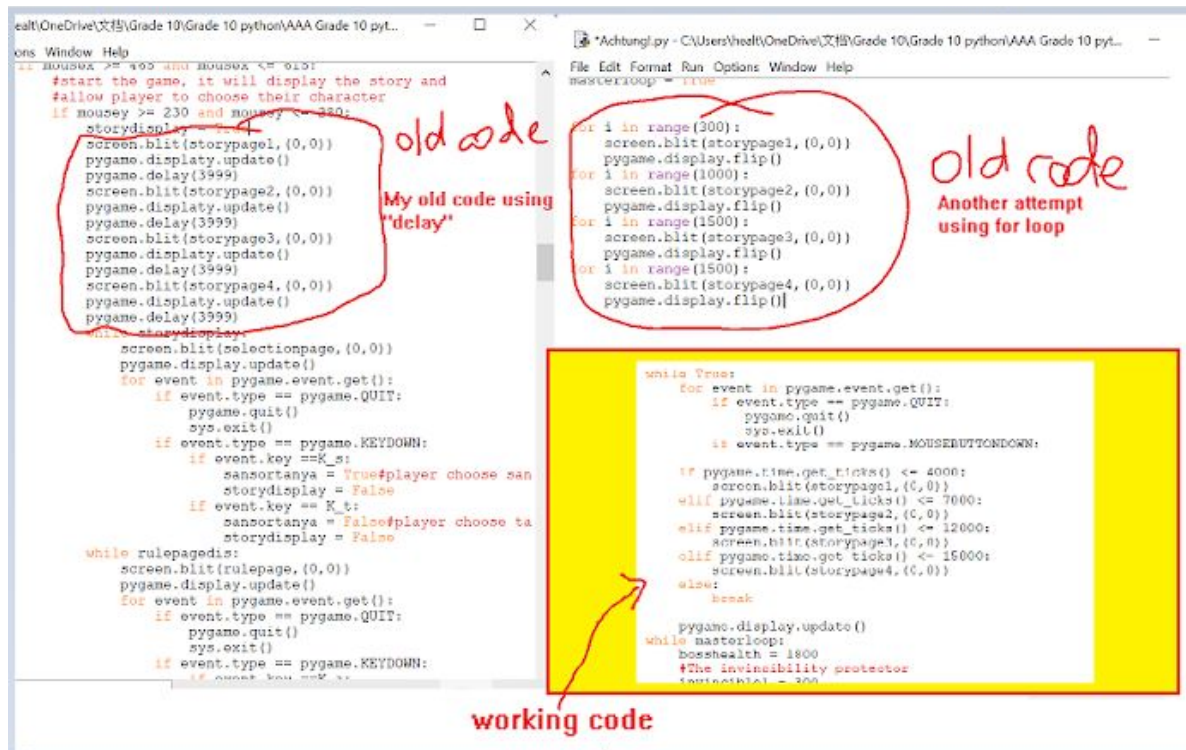 ealt\OneDrive\文档\Grade 10\Grade 10 python\AAA Grade 10 pyt...
ons Window Help
if mousex >= 465 and mousex <= 615:
#start the game, it will display the story and
#allow player to choose their character
if mousey >= 230 and mousey <= 380:
storydisplay = True
screen.blit(storypage1,(0,0))
pygame.displaty.update()
pygame.delay(3999)
screen.blit(storypage2,(0,0))
pygame.displaty.update()
pygame.delay(3999)
screen.blit(storypage3,(0,0))
pygame.displaty.update()
pygame.delay(3999)
screen.blit(storypage4,(0,0))
pygame.displaty.update()
pygame.delay(3999)
while storydisplay:
screen.blit(selectionpage,(0,0))
pygame.display.update()
for event in pygame.event.get():
if event.type == pygame.QUIT:
pygame.quit()
sys.exit()
if event.type == pygame.KEYDOWN:
if event.key ==K_s:
sansortanya = True#player choose san
storydisplay = False
if event.key == K_t:
sansortanya = False#player choose ta
storydisplay = False
while rulepagedis:
screen.blit(rulepage,(0,0))
pygame.display.update()
for event in pygame.event.get():
if event.type == pygame.QUIT:
pygame.quit()
sys.exit()
if event.type == pygame.KEYDOWN:
if event.key ==K_s:
old code
My old code using
"delay"
*Achtung!.py - C:\Users\healt\OneDrive\文档\Grade 10\Grade 10 python\AAA Grade 10 pyt...
File Edit Format Run Options Window Help
masterloop = True
for i in range(300):
screen.blit(storypage1,(0,0))
pygame.display.flip()
for i in range(1000):
screen.blit(storypage2,(0,0))
pygame.display.flip()
for i in range(1500):
screen.blit(storypage3,(0,0))
pygame.display.flip()
for i in range(1500):
screen.blit(storypage4,(0,0))
pygame.display.flip()
old code
Another attempt
using for loop
while True:
for event in pygame.event.get():
if event.type == pygame.QUIT:
pygame.quit()
sys.exit()
if event.type == pygame.MOUSEBUTTONDOWN:
if pygame.time.get_ticks() <= 4000:
screen.blit(storypage1,(0,0))
elif pygame.time.get_ticks() <= 7000:
screen.blit(storypage2,(0,0))
elif pygame.time.get_ticks() <= 12000:
screen.blit(storypage3,(0,0))
elif pygame.time.get_ticks() <= 15000:
screen.blit(storypage4,(0,0))
else:
break
pygame.display.update()
while masterloop:
bosshealth = 1800
#The invincibility protector
invincible1 = 300
working code